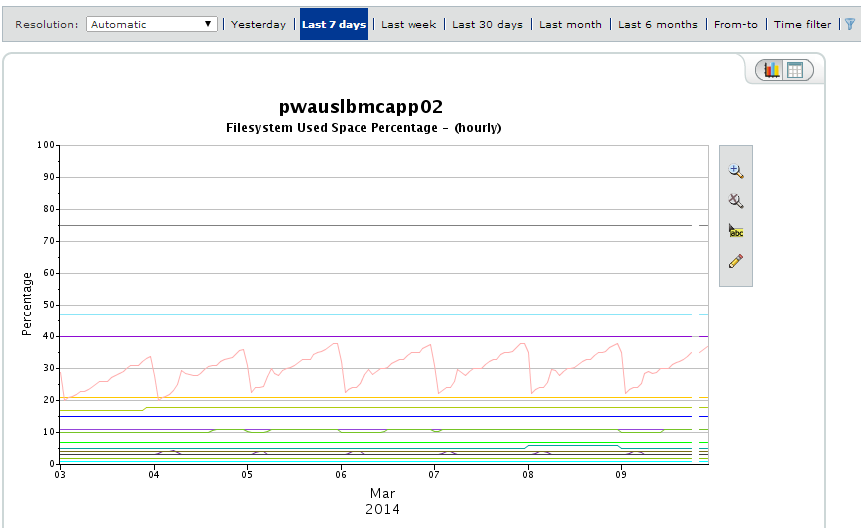 Resolution: Automatic Yesterday Last 7 days Last week Last 30 days Last month Last 6 months From-to Time filter
pwauslbmcapp02
Filesystem Used Space Percentage - (hourly)
100
90
80
70
60
50
40
30
20
10
0
Percentage
abc
03 04 05 06 07 08 09
Mar
2014